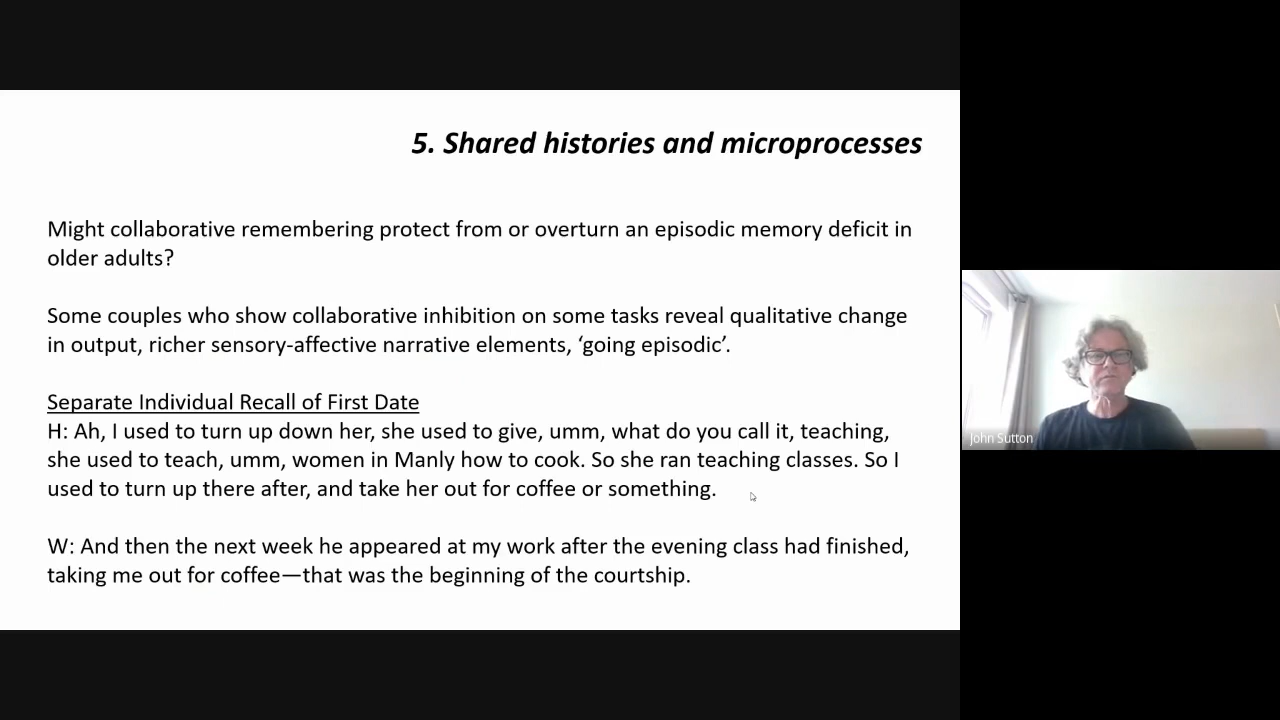 5. Shared histories and microprocesses
Might collaborative remembering protect from or overturn an episodic memory deficit in
older adults?
Some couples who show collaborative inhibition on some tasks reveal qualitative change
in output, richer sensory-affective narrative elements, ‘going episodic’.
Separate Individual Recall of First Date
H: Ah, I used to turn up down her, she used to give, umm, what do you call it, teaching,
she used to teach, umm, women in Manly how to cook. So she ran teaching classes. So I
used to turn up there after, and take her out for coffee or something.
W: And then the next week he appeared at my work after the evening class had finished,
taking me out for coffee—that was the beginning of the courtship.
John Sutton